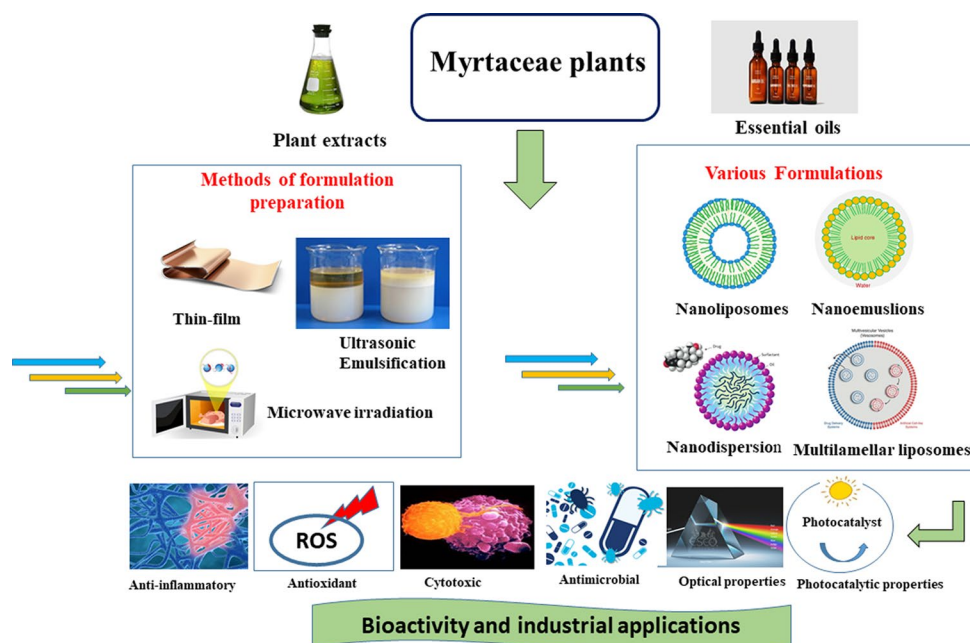 Myrtaceae plants
Plant extracts
Essential oils
Methods of formulation
preparation
Thin-film
Ultrasonic
Emulsification
Microwave irradiation
Various Formulations
Lipid core
Water
Nanoliposomes
Nanoemuslions
Drug
Surfactant
Oil
Multivesicular Vesicles
Nanodispersion
Multilamellar liposomes
ROS
Photocatalyst
Anti-inflammatory
Antioxidant
Cytotoxic
Antimicrobial
Optical properties
Photocatalytic properties
Bioactivity and industrial applications